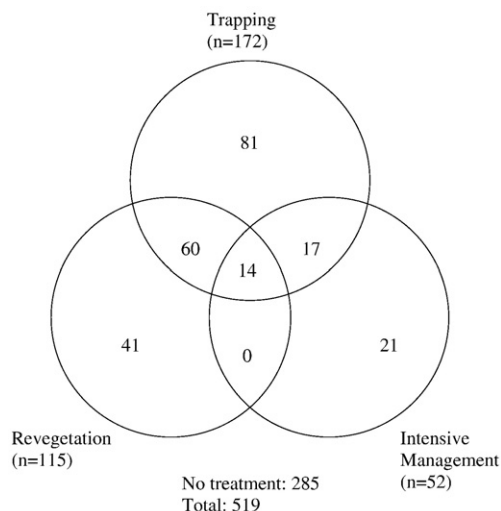 Trapping
(n=172)
81
60
17
14
41
0
21
Revegetation
(n=115)
Intensive
Management
(n=52)
No treatment: 285
Total: 519